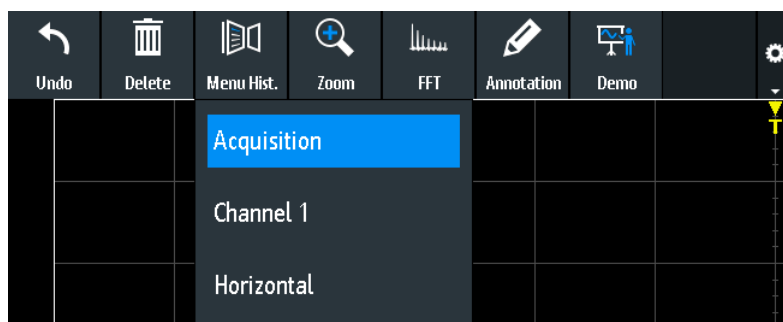 Undo Delete Menu Hist. Zoom FFT Annotation Demo
T
Acquisition
Channel 1
Horizontal